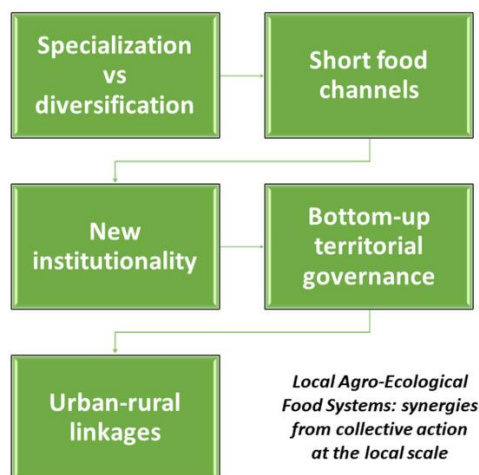 Specialization
vs
diversification
Short food
channels
New
institutionality
Bottom-up
territorial
governance
Urban-rural
linkages
Local Agro-Ecological
Food Systems: synergies
from collective action
at the local scale